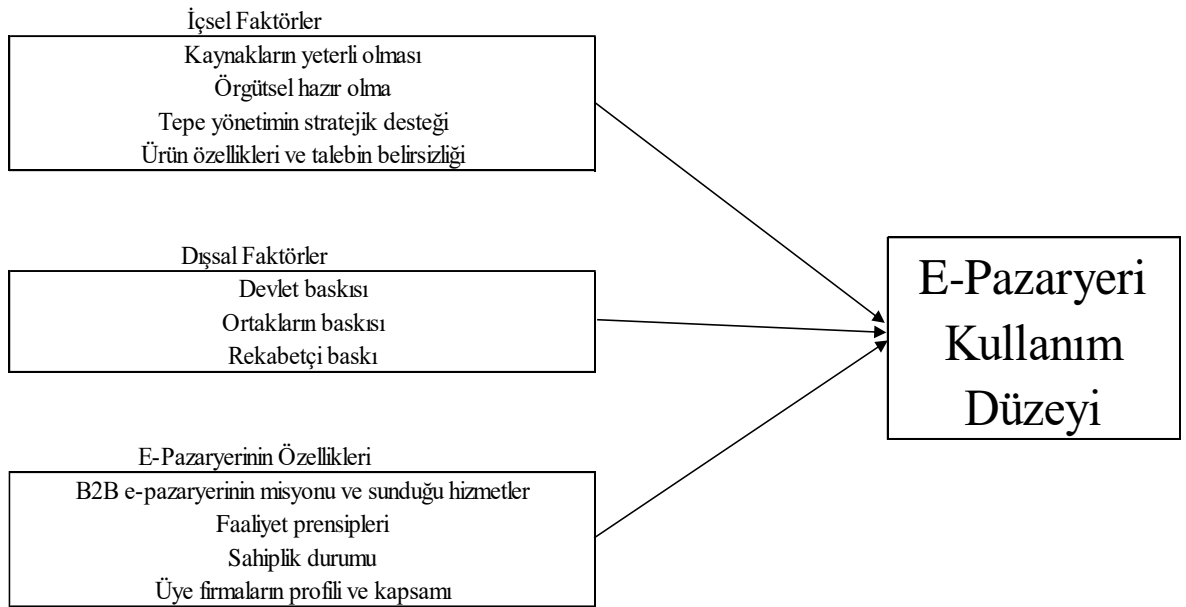 İçsel Faktörler
Kaynakların yeterli olması
Örgütsel hazır olma
Tepe yönetimin stratejik desteği
Ürün özellikleri ve talebin belirsizliği
Dışsal Faktörler
Devlet baskısı
Ortakların baskısı
Rekabetçi baskı
E-Pazaryerinin Özellikleri
B2B e-pazaryerinin misyonu ve sunduğu hizmetler
Faaliyet prensipleri
Sahiplik durumu
Üye firmaların profili ve kapsamı
E-Pazaryeri
Kullanım
Düzeyi